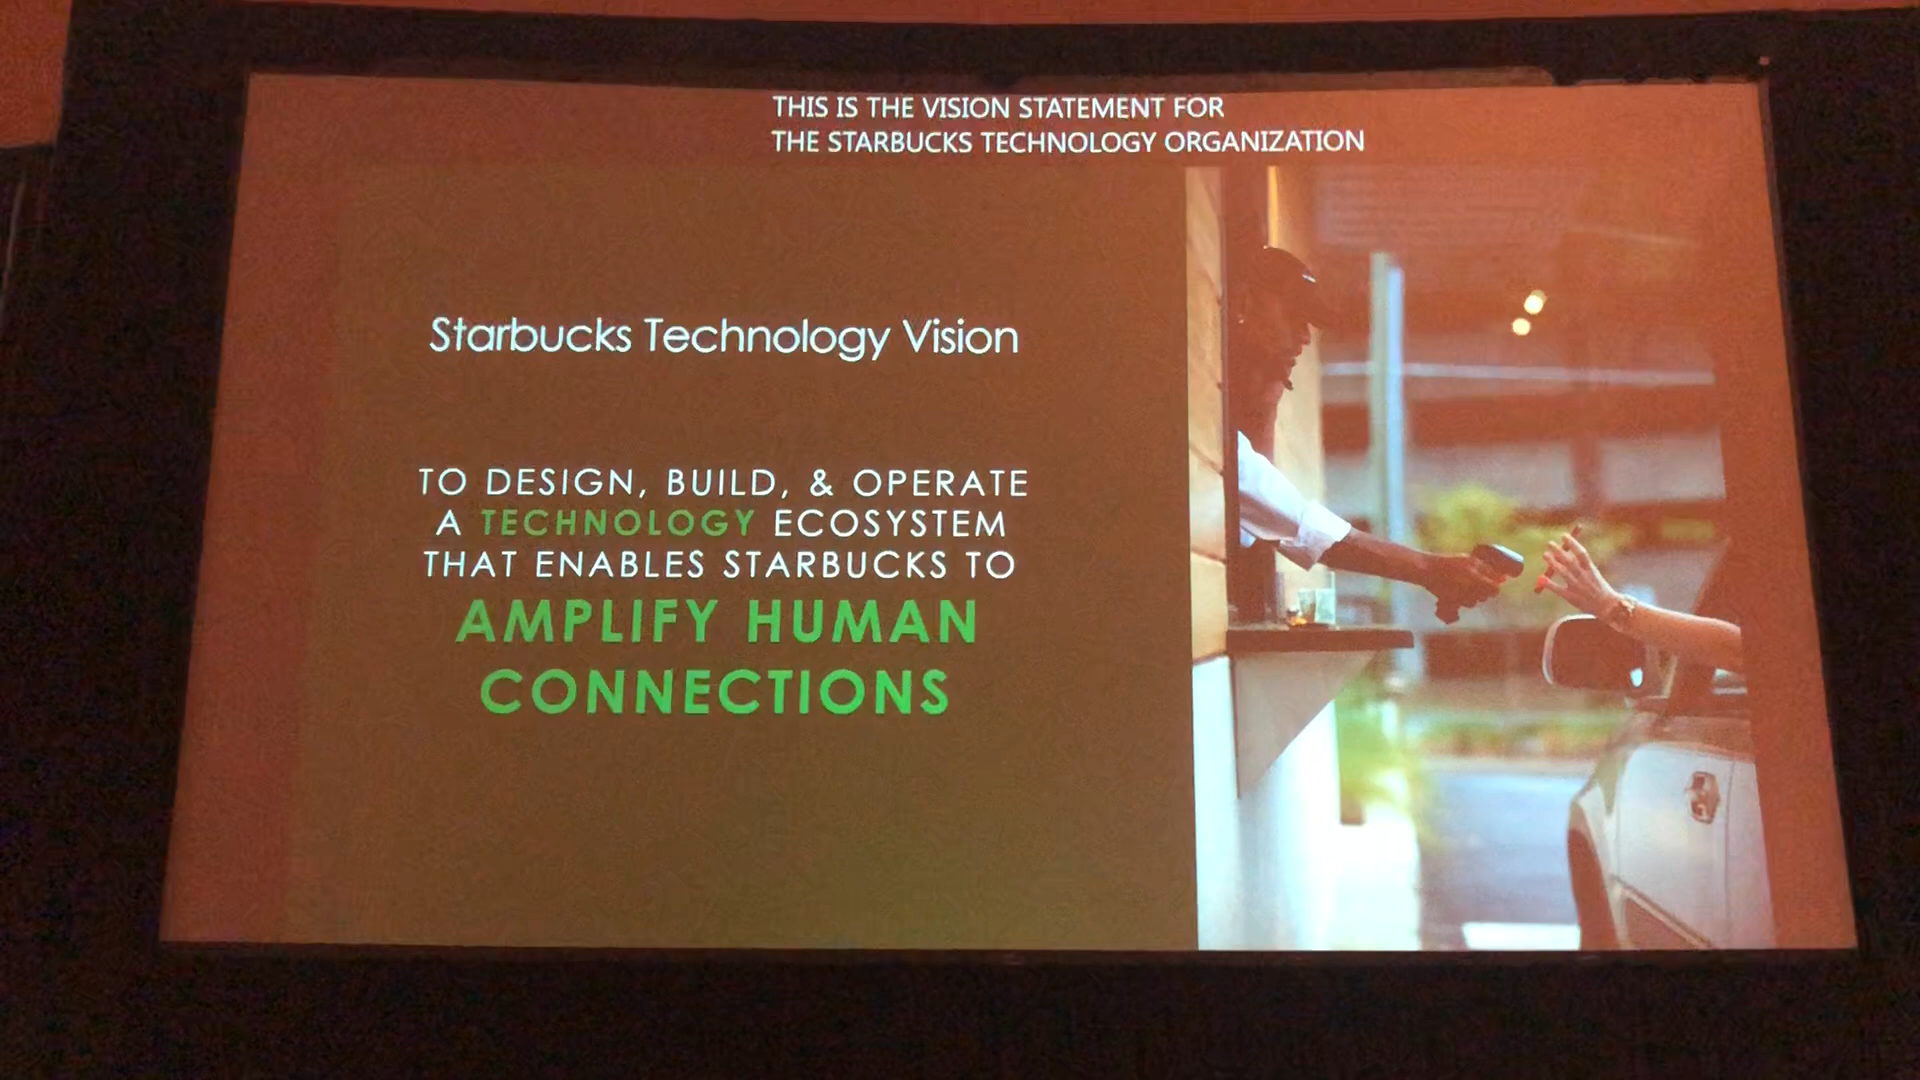 THIS IS THE VISION STATEMENT FOR
THE STARBUCKS TECHNOLOGY ORGANIZATION
Starbucks Technology Vision
TO DESIGN, BUILD, & OPERATE
A TECHNOLOGY ECOSYSTEM
THAT ENABLES STARBUCKS TO
AMPLIFY HUMAN
CONNECTIONS